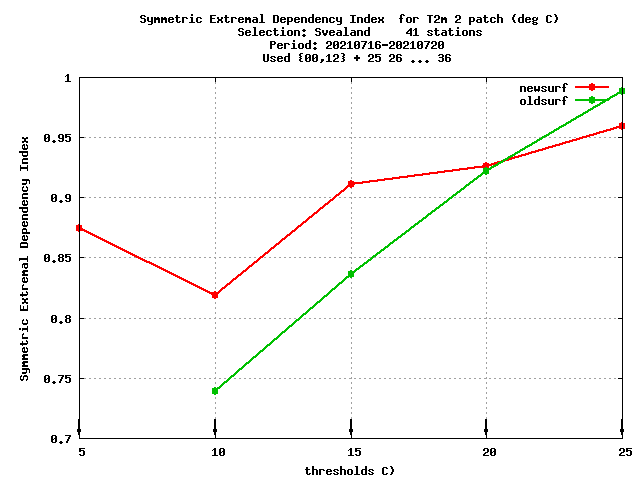 Symmetric Extremal Dependency Index  for T2m 2 patch (deg C)
Selection: Svealand     41 stations
Period: 20210716-20210720
Used {00,12} + 25 26 ... 36
newsurf
oldsurf
Symmetric Extremal Dependency Index
1
0.95
0.9
0.85
0.8
0.75
0.7
5 10 15 20 25
thresholds C)